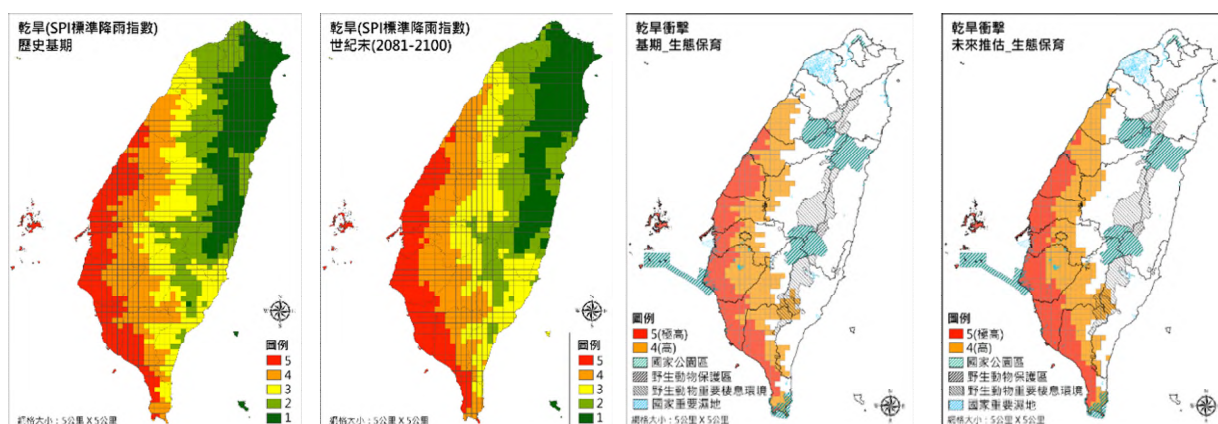 乾旱(SPI標準降雨指數)
歷史基期
圖例
5
4
3
2
1
網格大小：5公里X5公里
乾旱(SPI標準降雨指數)
世紀末(2081-2100)
圖例
5
4
3
2
1
網格大小：5公里X5公里
乾旱衝擊
基期_生態保育
圖例
5(極高)
4(高)
國家公園區
野生動物保護區
野生動物重要棲息環境
國家重要濕地
網格大小：5公里X5公里
乾旱衝擊
未來推估_生態保育
圖例
5(極高)
4(高)
國家公園區
野生動物保護區
野生動物重要棲息環境
國家重要濕地
網格大小：5公里X5公里